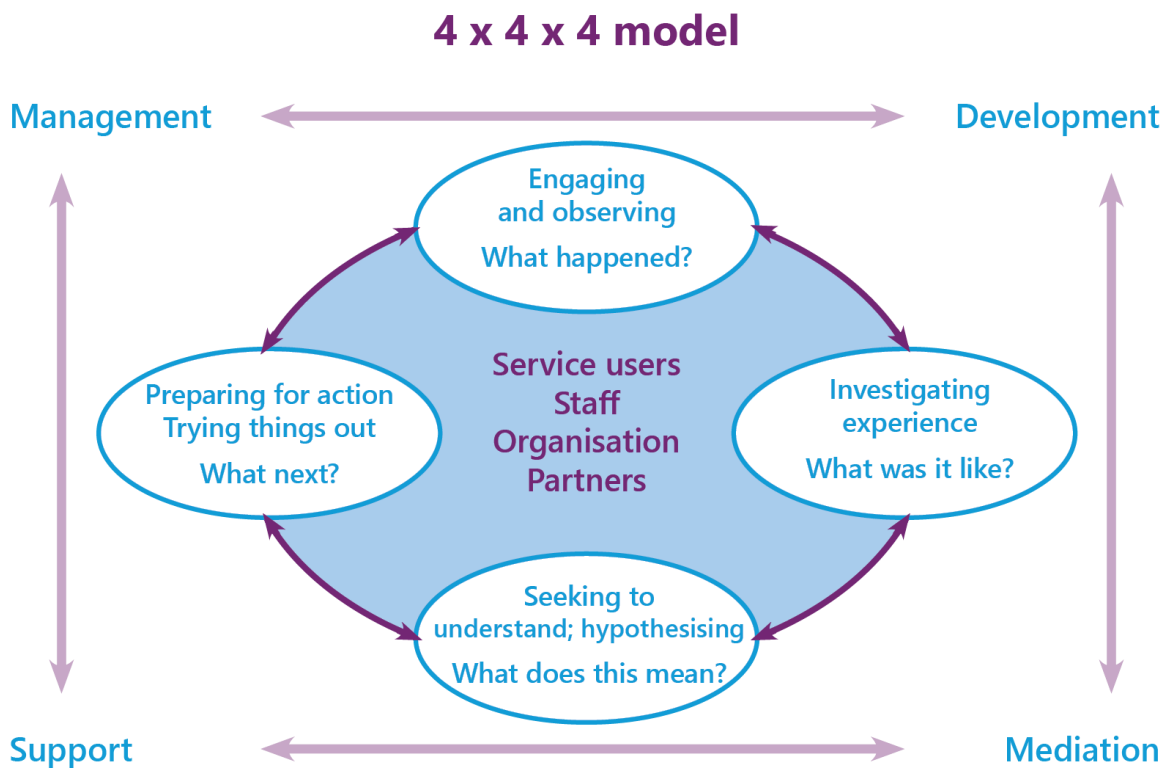 4 x 4 x 4 model
Management
Development
Engaging
and observing
What happened?
Preparing for action
Trying things out
What next?
Service users
Staff
Organisation
Partners
Investigating
experience
What was it like?
Seeking to
understand; hypothesising
What does this mean?
Support
Mediation